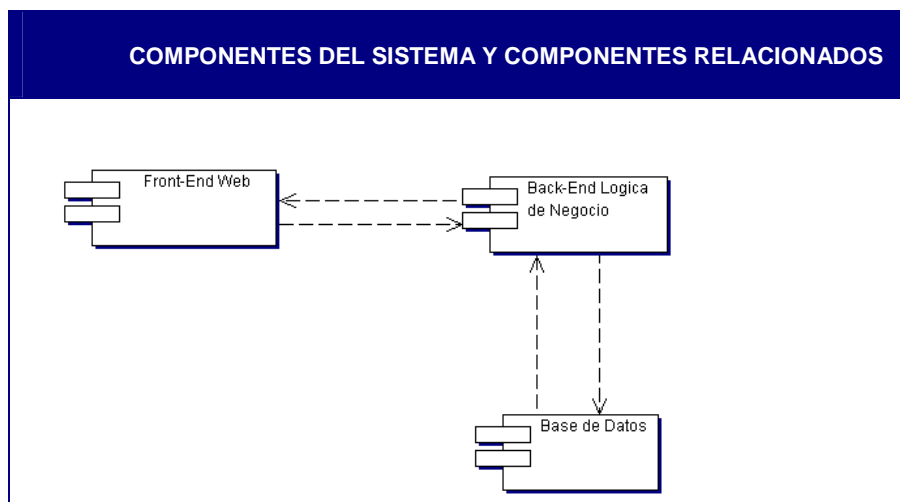 COMPONENTES DEL SISTEMA Y COMPONENTES RELACIONADOS
Front-End Web
Back-End Logica
de Negocio
Base de Datos